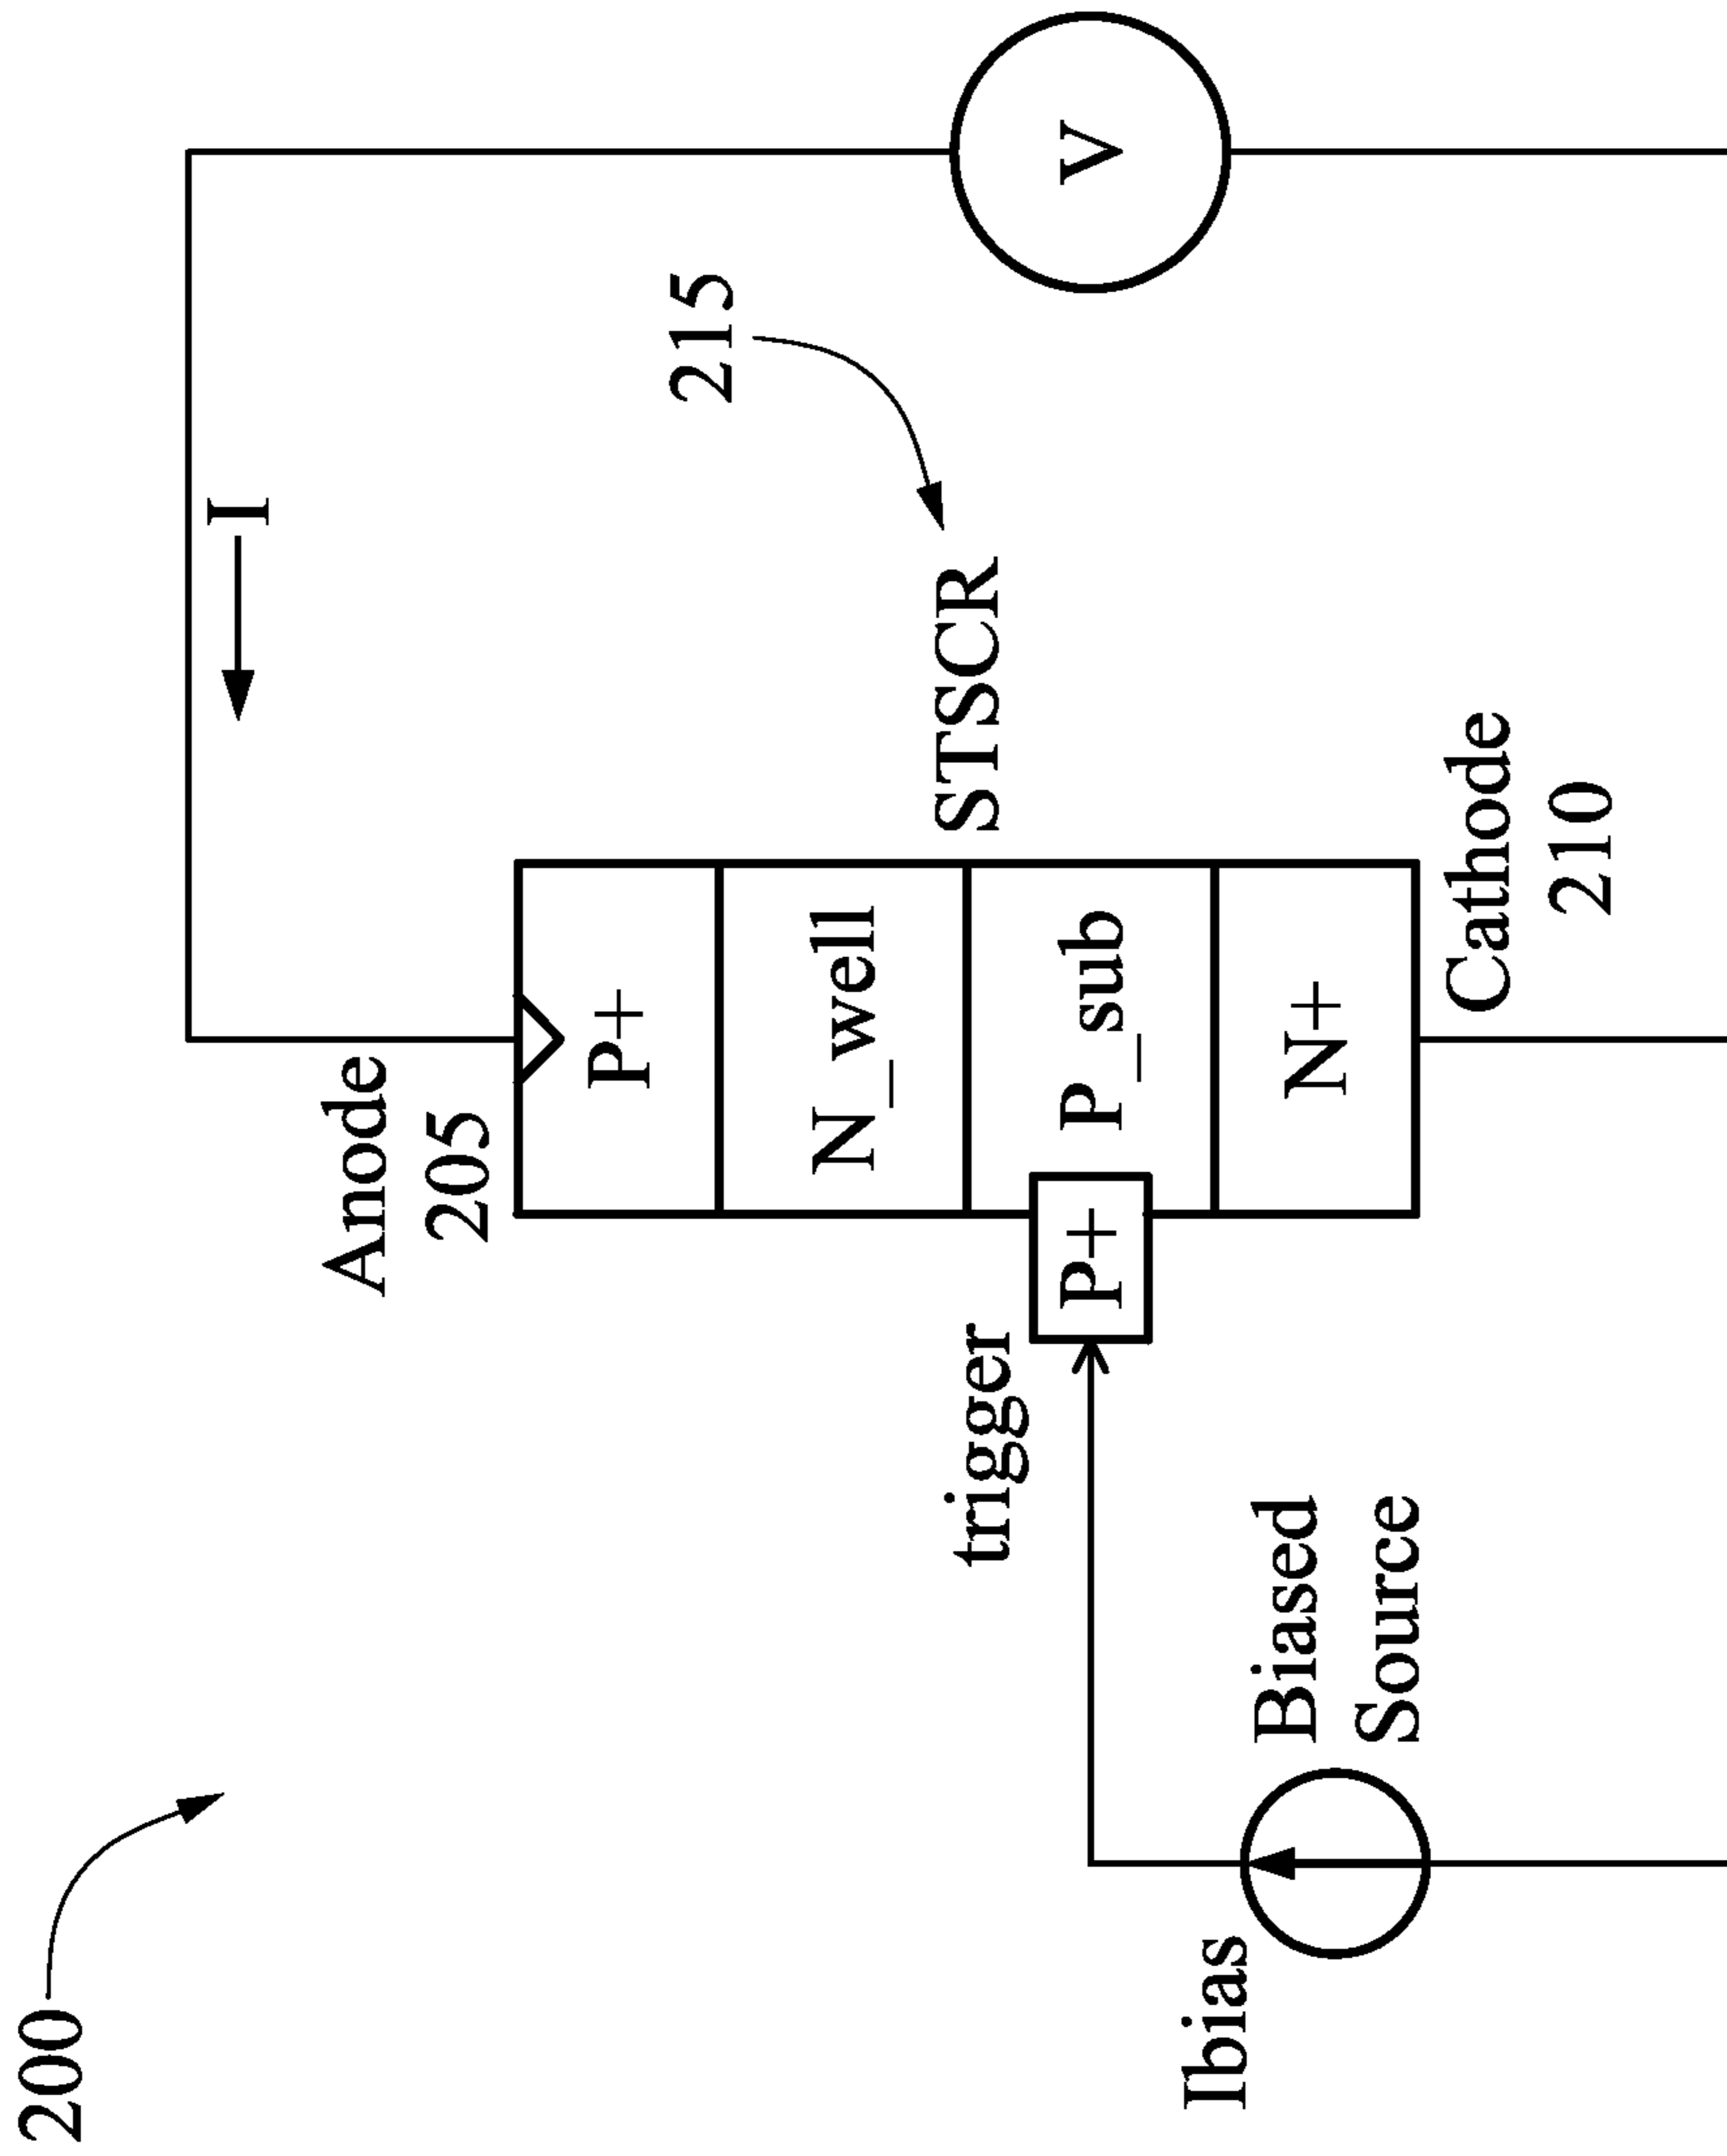 200
I
Anode
205
P+
N_well
P_sub
N+
P+
trigger
STSCR
215
V
Ibias
Biased
Source
Cathode
210